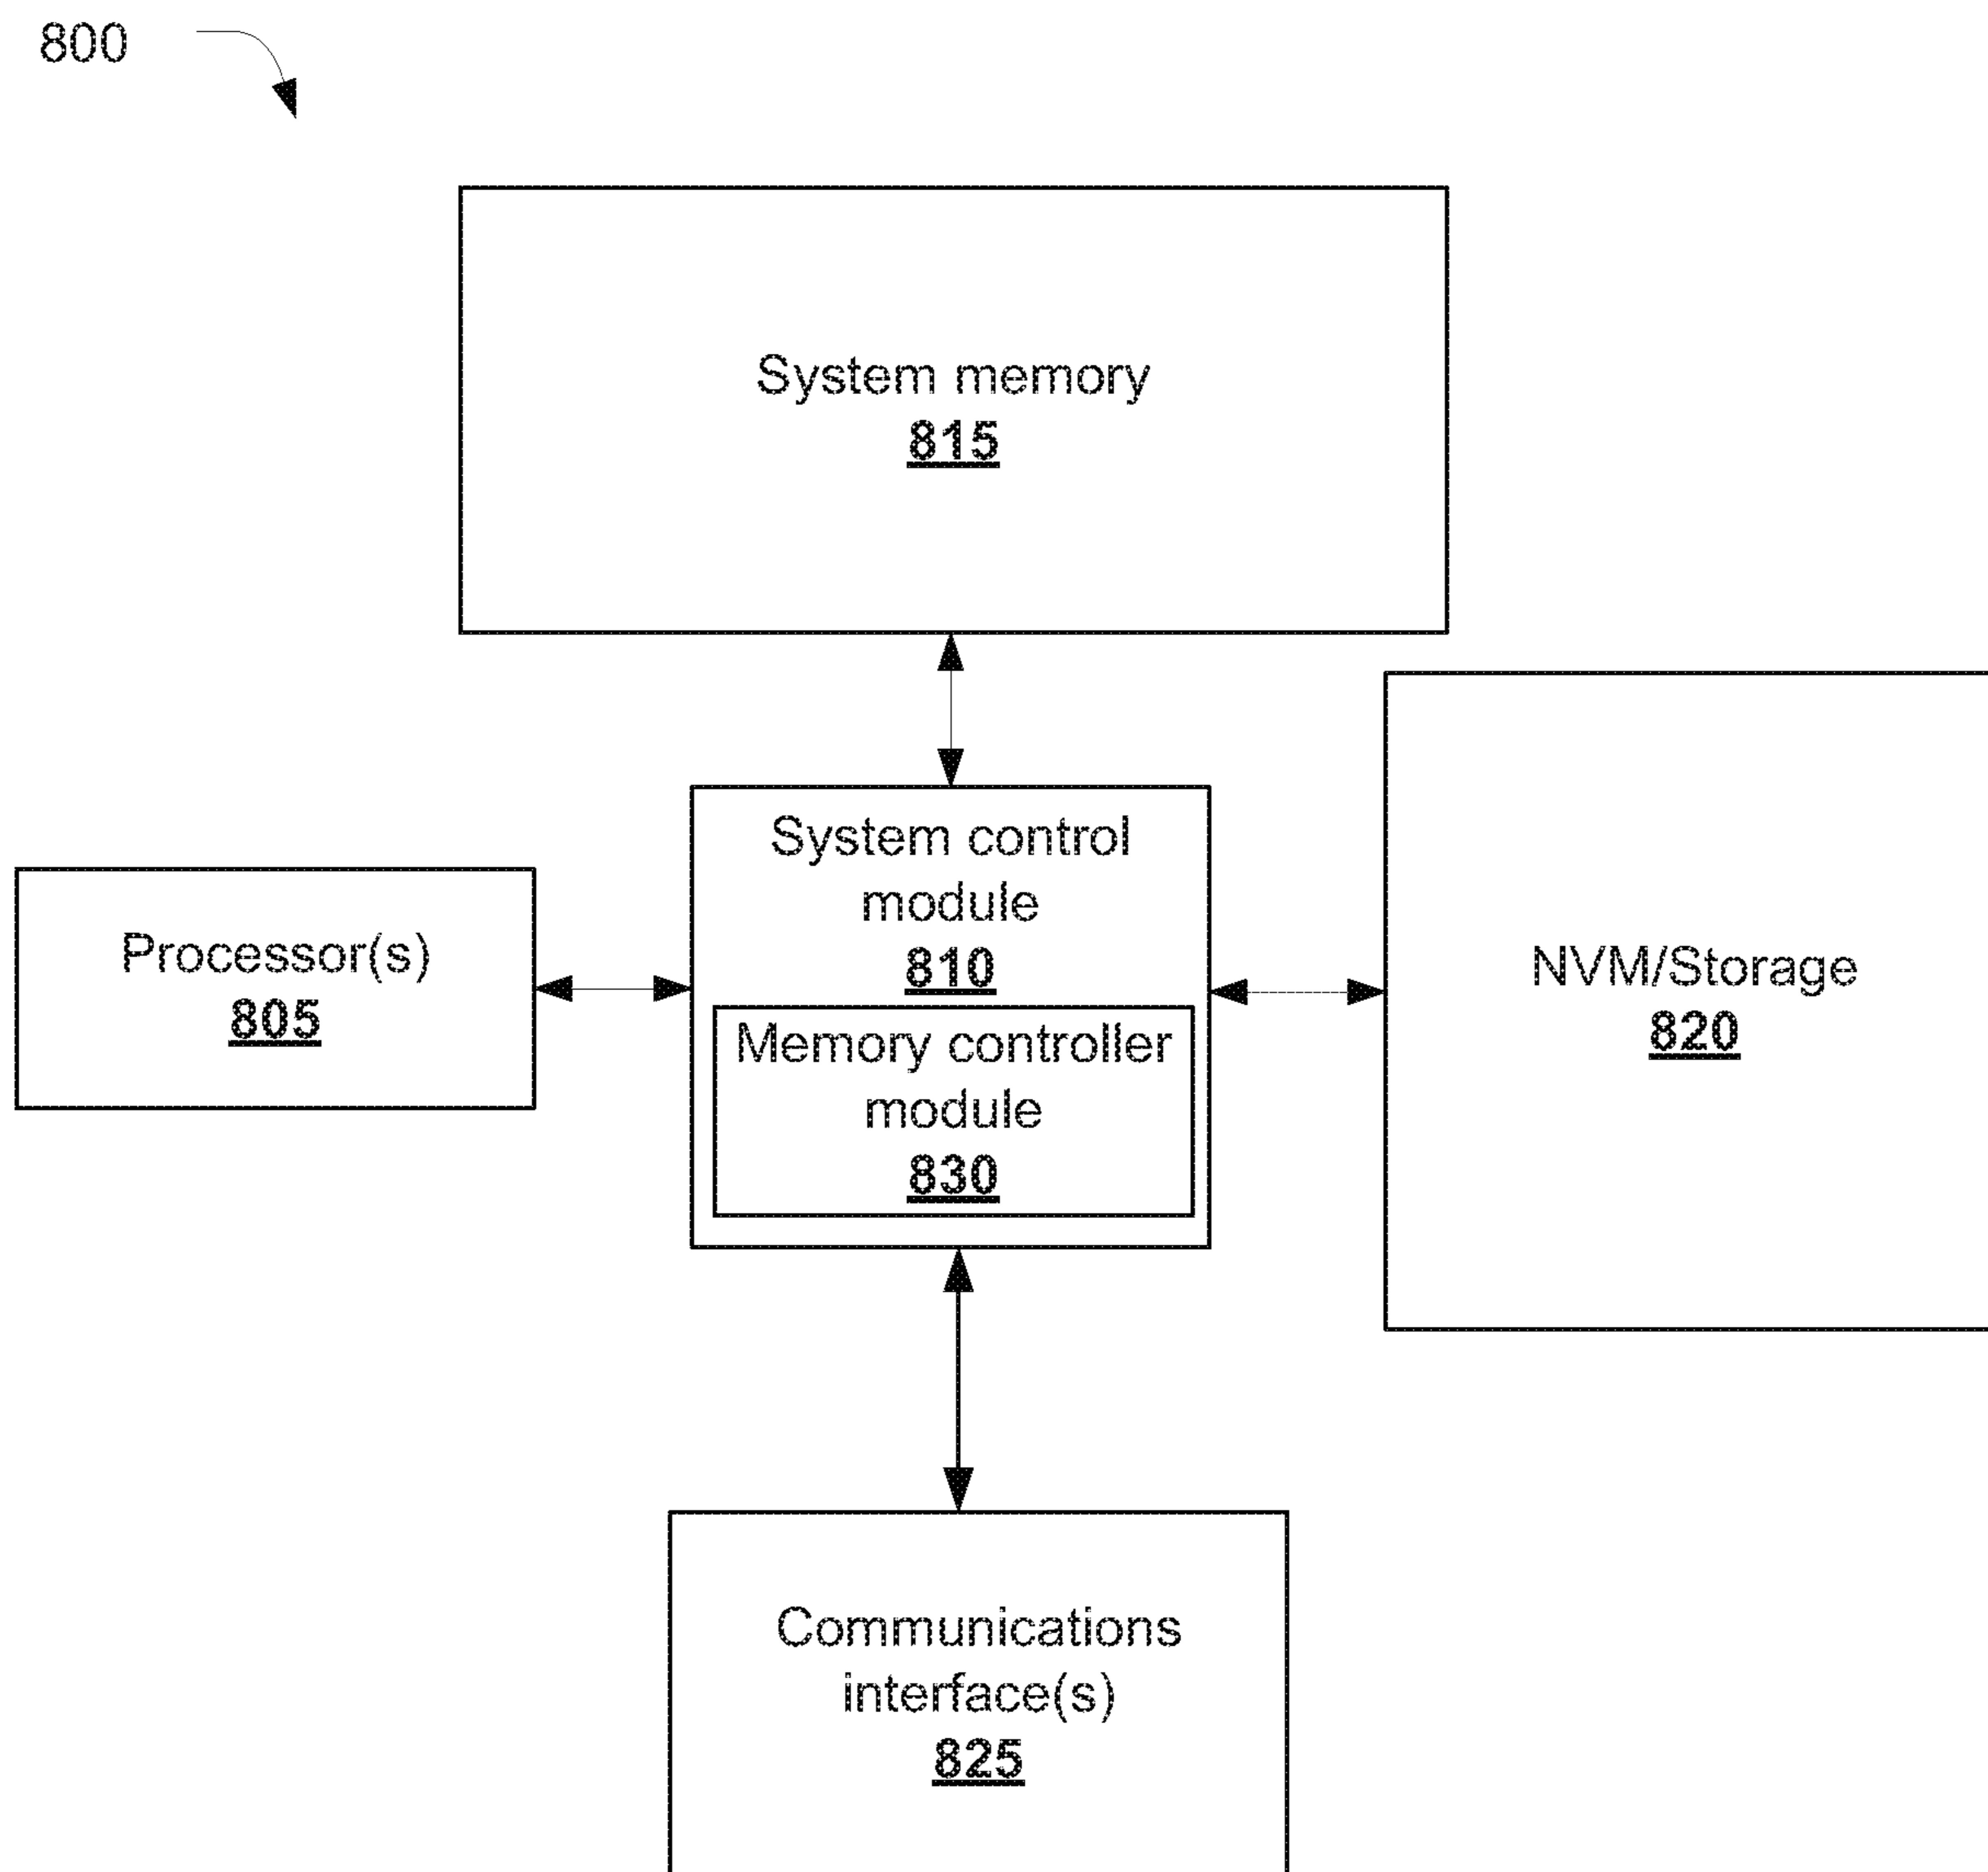 800
System memory
815
System control
module
810
Processor(s)
805
Memory controller
module
830
NVM/Storage
820
Communications
interface(s)
825